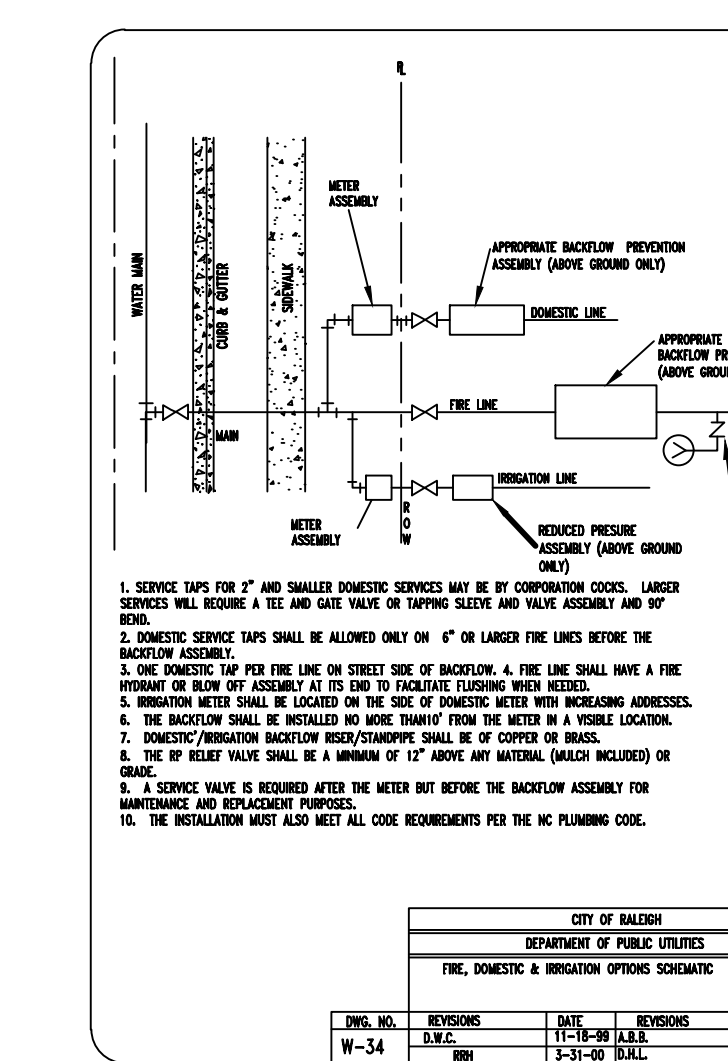 PL
METER
ASSEMBLY
WATER MAIN
CURB & GUTTER
SIDEWALK
APPROPRIATE BACKFLOW PREVENTION
ASSEMBLY (ABOVE GROUND ONLY)
DOMESTIC LINE
APPROPRIATE
BACKFLOW PR
(ABOVE GROU
FIRE LINE
MAIN
IRRIGATION LINE
METER
ASSEMBLY
R
O
W
REDUCED PRESURE
ASSEMBLY (ABOVE GROUND
ONLY)
1. SERVICE TAPS FOR 2" AND SMALLER DOMESTIC SERVICES MAY BE BY CORPORATION COCKS. LARGER
SERVICES WILL REQUIRE A TEE AND GATE VALVE OR TAPPING SLEEVE AND VALVE ASSEMBLY AND 90°
BEND.
2. DOMESTIC SERVICE TAPS SHALL BE ALLOWED ONLY ON 6" OR LARGER FIRE LINES BEFORE THE
BACKFLOW ASSEMBLY.
3. ONE DOMESTIC TAP PER FIRE LINE ON STREET SIDE OF BACKFLOW. 4. FIRE LINE SHALL HAVE A FIRE
HYDRANT OR BLOW OFF ASSEMBLY AT ITS END TO FACILITATE FLUSHING WHEN NEEDED.
5. IRRIGATION METER SHALL BE LOCATED ON THE SIDE OF DOMESTIC METER WITH INCREASING ADDRESSES.
6. THE BACKFLOW SHALL BE INSTALLED NO MORE THAN10' FROM THE METER IN A VISIBLE LOCATION.
7. DOMESTIC'/IRRIGATION BACKFLOW RISER/STANDPIPE SHALL BE OF COPPER OR BRASS.
8. THE RP RELIEF VALVE SHALL BE A MINIMUM OF 12" ABOVE ANY MATERIAL (MULCH INCLUDED) OR
GRADE.
9. A SERVICE VALVE IS REQUIRED AFTER THE METER BUT BEFORE THE BACKFLOW ASSEMBLY FOR
MAINTENANCE AND REPLACEMENT PURPOSES.
10. THE INSTALLATION MUST ALSO MEET ALL CODE REQUIREMENTS PER THE NC PLUMBING CODE.
CITY OF RALEIGH
DEPARTMENT OF PUBLIC UTILITIES
FIRE, DOMESTIC & IRRIGATION OPTIONS SCHEMATIC
DWG. NO. REVISIONS DATE REVISIONS
W-34 D.W.C. 11-18-99 A.B.B.
RRH 3-31-00 D.H.L.